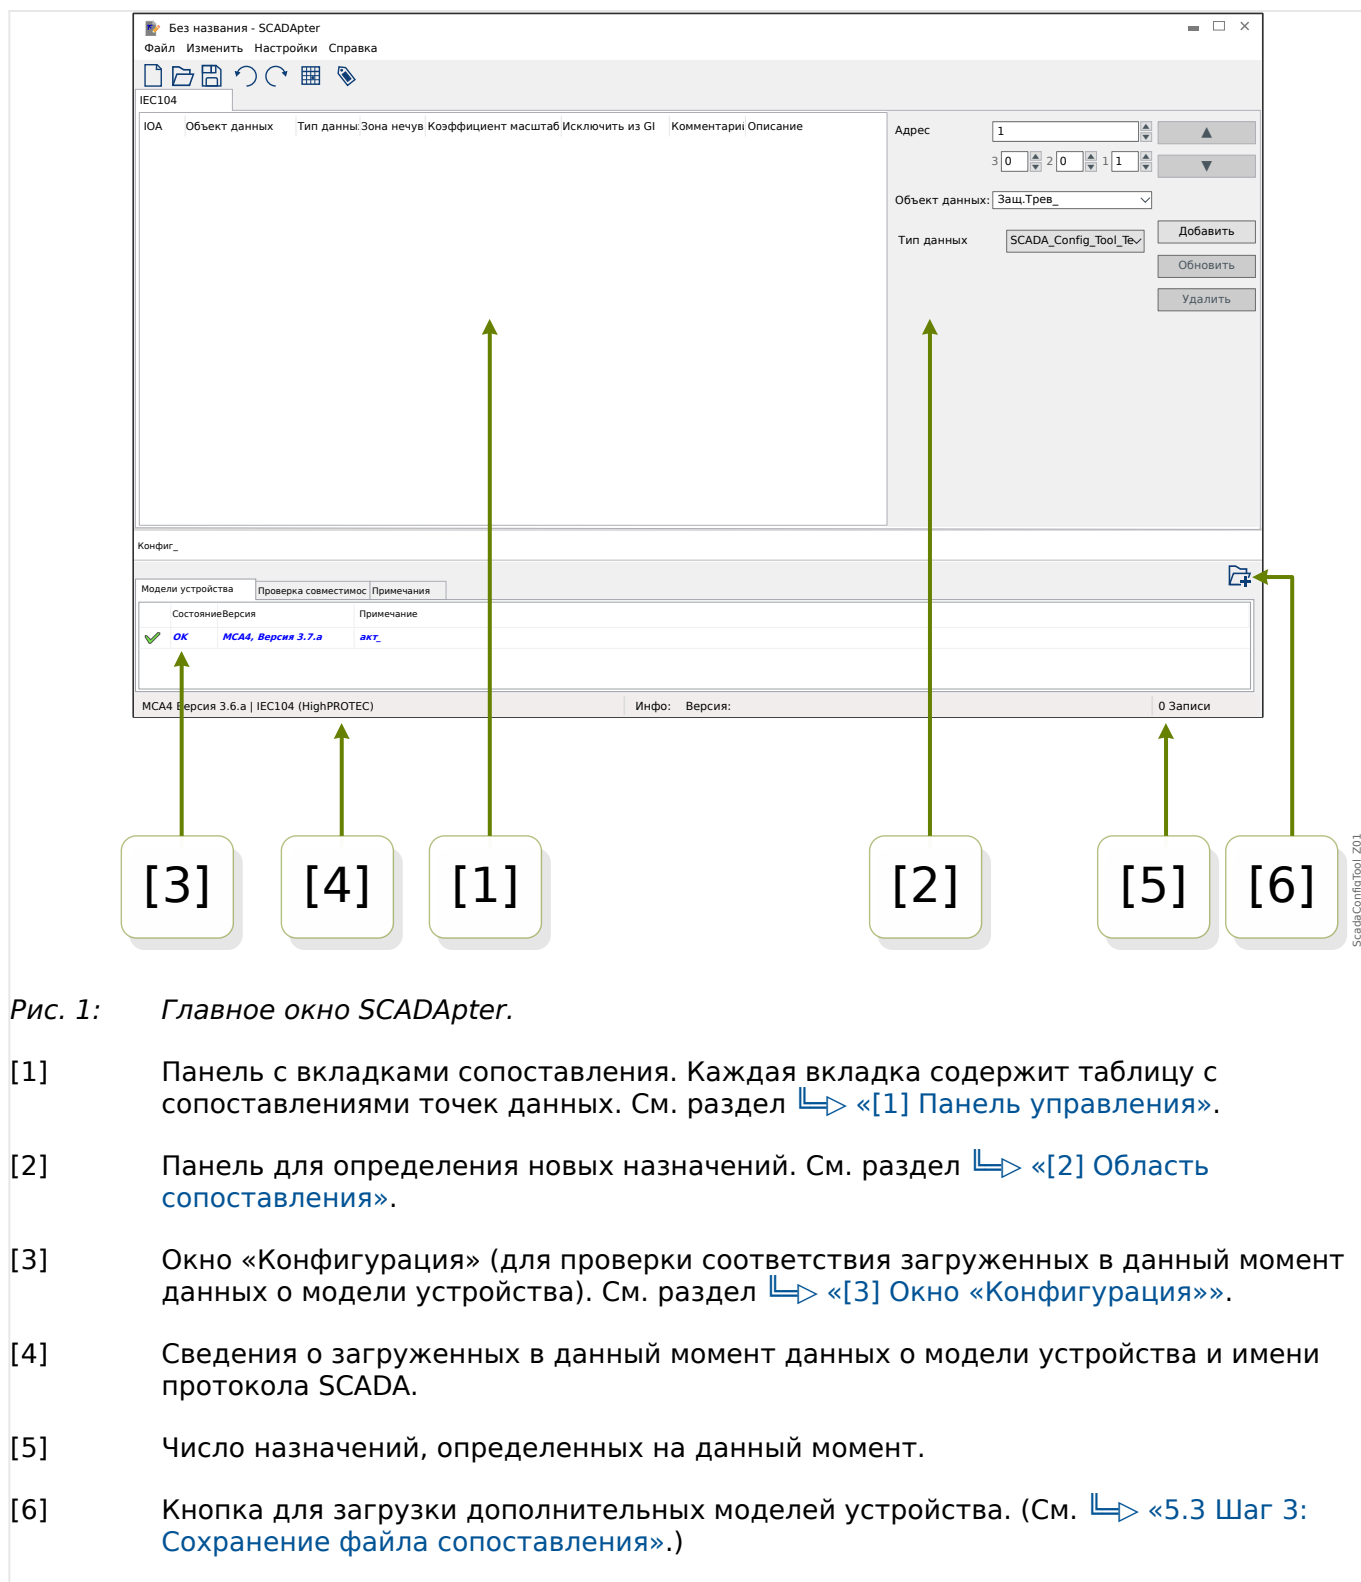 Без названия - SCADApter
Файл Изменить Настройки Справка
IEC104
IOA Объект данных Тип данны: Зона нечув Коэффициент масштаб Исключить из GI Комментари Описание
Адрес 1
3 0 2 0 1 1
Объект данных: Защ.Трев_
Тип данных SCADA_Config_Tool_Te
Добавить
Обновить
Удалить
Конфиг_
Модели устройства Проверка совместимос Примечания
Состояние Версия Примечание
OK MCA4, Версия 3.7.a акт_
MCA4 Версия 3.6.a | IEC104 (HighPROTEC) Инфо: Версия: 0 Записи
[3] [4] [1] [2] [5] [6]
ScadaConfigTool_Z01
Рис. 1: Главное окно SCADApter.
[1] Панель с вкладками сопоставления. Каждая вкладка содержит таблицу с
сопоставлениями точек данных. См. раздел «[1] Панель управления».
[2] Панель для определения новых назначений. См. раздел «[2] Область
сопоставления».
[3] Окно «Конфигурация» (для проверки соответствия загруженных в данный момент
данных о модели устройства). См. раздел «[3] Окно «Конфигурация»».
[4] Сведения о загруженных в данный момент данных о модели устройства и имени
протокола SCADA.
[5] Число назначений, определенных на данный момент.
[6] Кнопка для загрузки дополнительных моделей устройства. (См. «5.3 Шаг 3:
Сохранение файла сопоставления».)